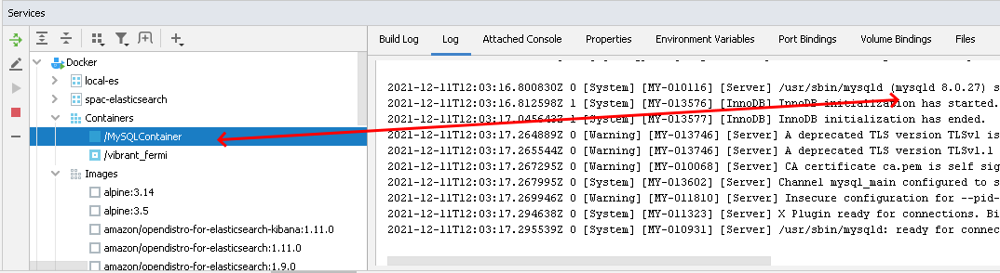 Services
Docker
local-es
spac-elasticsearch
Containers
/MySQLContainer
/vibrant_fermi
Images
alpine:3.14
alpine:3.5
amazon/opendistro-for-elasticsearch-kibana:1.11.0
amazon/opendistro-for-elasticsearch:1.11.0
amazon/opendistro-for-elasticsearch:1.9.0
Build Log Log Attached Console Properties Environment Variables Port Bindings Volume Bindings Files
2021-12-11T12:03:16.800830Z 0 [System] [MY-010116] [Server] /usr/sbin/mysqld (mysqld 8.0.27) s
2021-12-11T12:03:16.812598Z 1 [System] [MY-013576] [InnoDB] InnoDB initialization has started.
2021-12-11T12:03:17.045643Z 1 [System] [MY-013577] [InnoDB] InnoDB initialization has ended.
2021-12-11T12:03:17.264889Z 0 [Warning] [MY-013746] [Server] A deprecated TLS version TLSv1 is
2021-12-11T12:03:17.265544Z 0 [Warning] [MY-013746] [Server] A deprecated TLS version TLSv1.1
2021-12-11T12:03:17.267295Z 0 [Warning] [MY-010068] [Server] CA certificate ca.pem is self sig
2021-12-11T12:03:17.269953Z 0 [System] [MY-013602] [Server] Channel mysql_main configured to s
2021-12-11T12:03:17.269946Z 0 [Warning] [MY-011810] [Server] Insecure configuration for --pid-
2021-12-11T12:03:17.294638Z 0 [System] [MY-011323] [Server] X Plugin ready for connections. Bi
2021-12-11T12:03:17.295539Z 0 [System] [MY-010931] [Server] /usr/sbin/mysqld: ready for connec